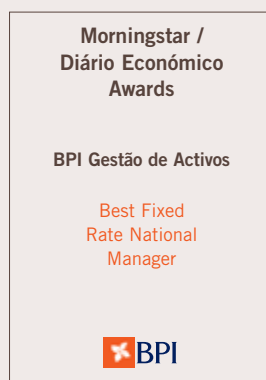 Morningstar /
Diário Económico
Awards
BPI Gestão de Activos
Best Fixed
Rate National
Manager
BPI